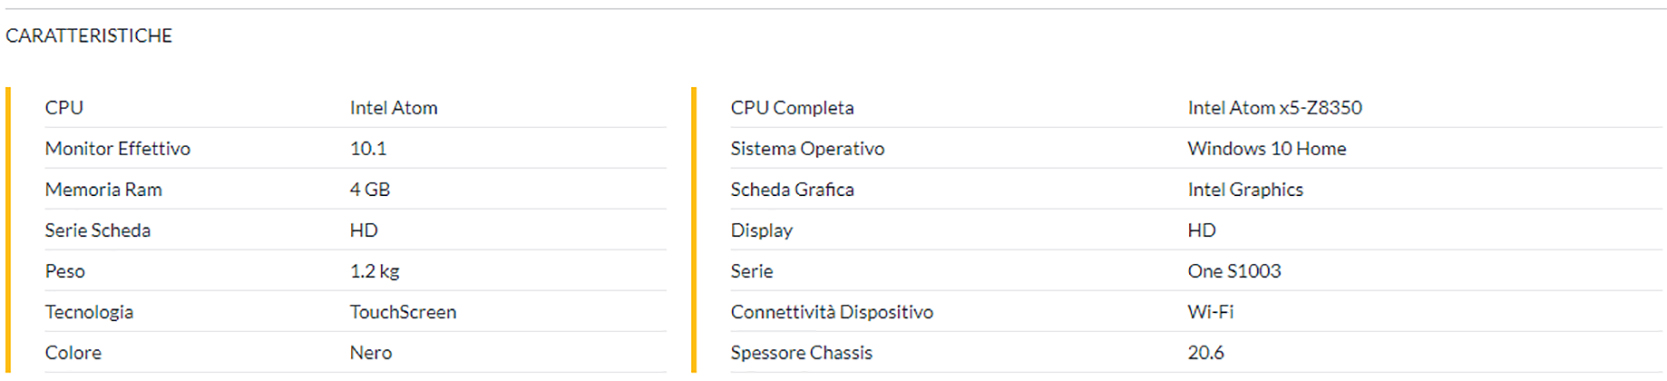 CARATTERISTICHE
CPU Intel Atom
Monitor Effettivo 10.1
Memoria Ram 4 GB
Serie Scheda HD
Peso 1.2 kg
Tecnologia TouchScreen
Colore Nero
CPU Completa Intel Atom x5-Z8350
Sistema Operativo Windows 10 Home
Scheda Grafica Intel Graphics
Display HD
Serie One S1003
Connettività Dispositivo Wi-Fi
Spessore Chassis 20.6